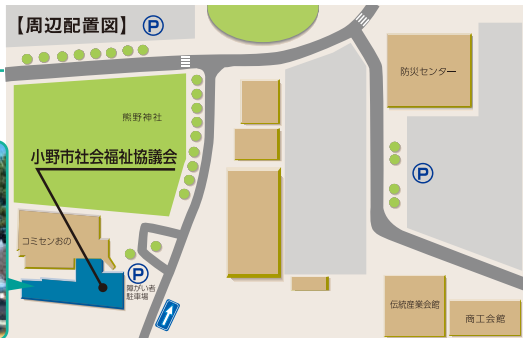 【周辺配置図】 P
防災センター
熊野神社
小野市社会福祉協議会
P
コミセンおの
P
障がい者
駐車場
伝統産業会館
商工会館